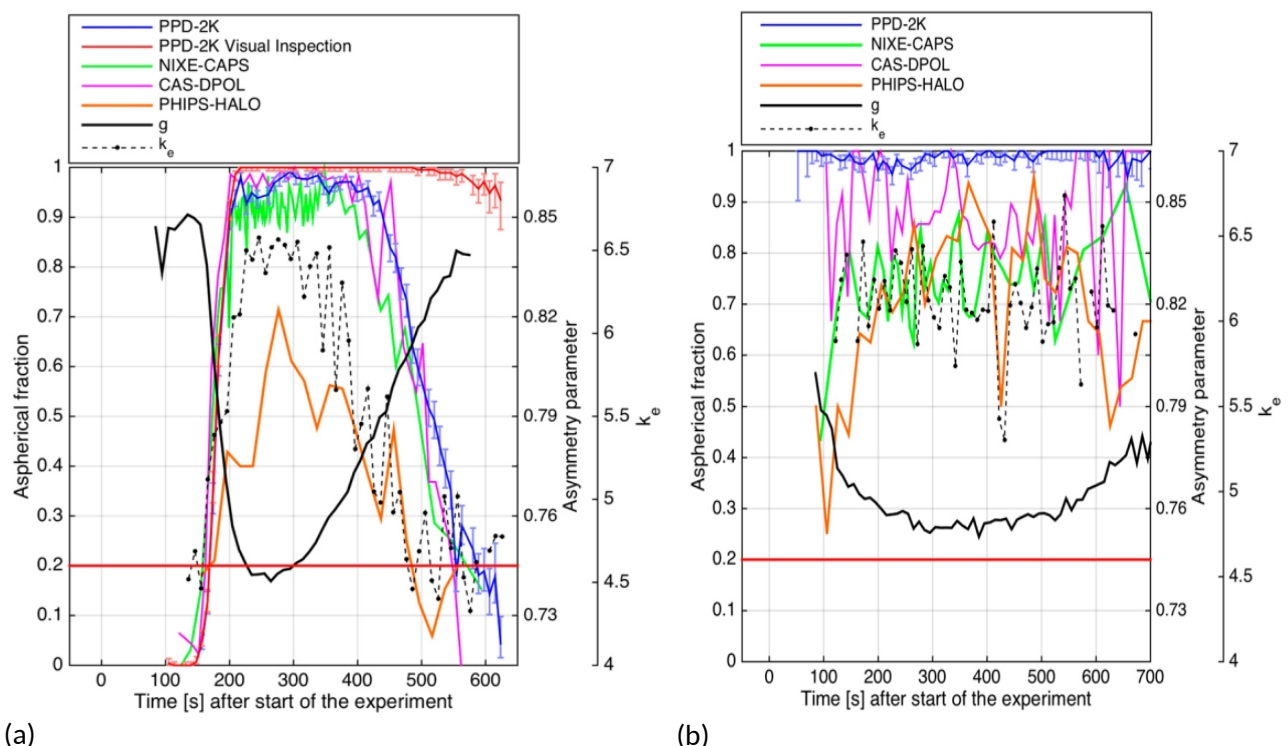 PPD-2K
PPD-2K Visual Inspection
NIXE-CAPS
CAS-DPOL
PHIPS-HALO
g
k e
1
0.9
0.8
0.7
0.6
0.5
0.4
0.3
0.2
0.1
0
Aspherical fraction
0.85
0.82
0.79
0.76
0.73
Asymmetry parameter
7
6.5
6
5.5
5
4.5
4
k e
0 100 200 300 400 500 600
Time [s] after start of the experiment
(a)
PPD-2K
NIXE-CAPS
CAS-DPOL
PHIPS-HALO
g
k e
1
0.9
0.8
0.7
0.6
0.5
0.4
0.3
0.2
0.1
0
Aspherical fraction
0.85
0.82
0.79
0.76
0.73
Asymmetry parameter
7
6.5
6
5.5
5
4.5
4
k e
0 100 200 300 400 500 600 700
Time [s] after start of the experiment
(b)